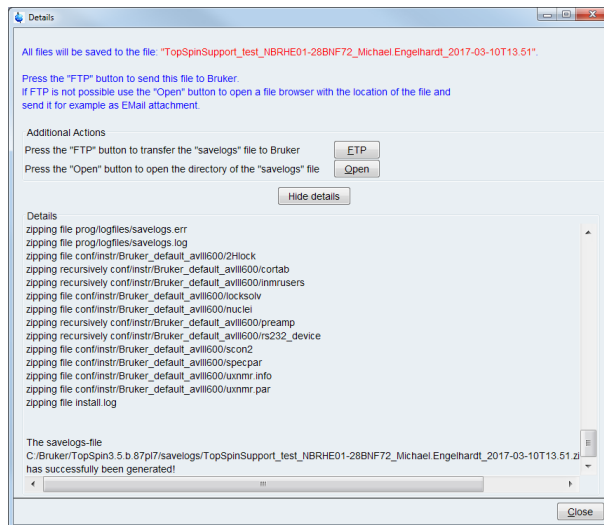 Details
All files will be saved to the file: "TopSpinSupport_test_NBRHE01-28BNF72_Michael.Engelhardt_2017-03-10T13.51".
Press the "FTP" button to send this file to Bruker.
If FTP is not possible use the "Open" button to open a file browser with the location of the file and
send it for example as EMail attachment.
Additional Actions
Press the "FTP" button to transfer the "savelogs" file to Bruker
FTP
Press the "Open" button to open the directory of the "savelogs" file
Open
Hide details
Details
zipping file prog/logfiles/savelogs.err
zipping file prog/logfiles/savelogs.log
zipping file conf/instr/Bruker_default_avIII600/2Hlock
zipping recursively conf/instr/Bruker_default_avIII600/cortab
zipping recursively conf/instr/Bruker_default_avIII600/inmrusers
zipping file conf/instr/Bruker_default_avIII600/locksolv
zipping file conf/instr/Bruker_default_avIII600/nuclei
zipping recursively conf/instr/Bruker_default_avIII600/preamp
zipping recursively conf/instr/Bruker_default_avIII600/rs232_device
zipping file conf/instr/Bruker_default_avIII600/scon2
zipping file conf/instr/Bruker_default_avIII600/specpar
zipping file conf/instr/Bruker_default_avIII600/uxnmr.info
zipping file conf/instr/Bruker_default_avIII600/uxnmr.par
zipping file install.log
The savelogs-file
C:/Bruker/TopSpin3.5.b.87pl7/savelogs/TopSpinSupport_test_NBRHE01-28BNF72_Michael.Engelhardt_2017-03-10T13.51.zi
has successfully been generated!
Close